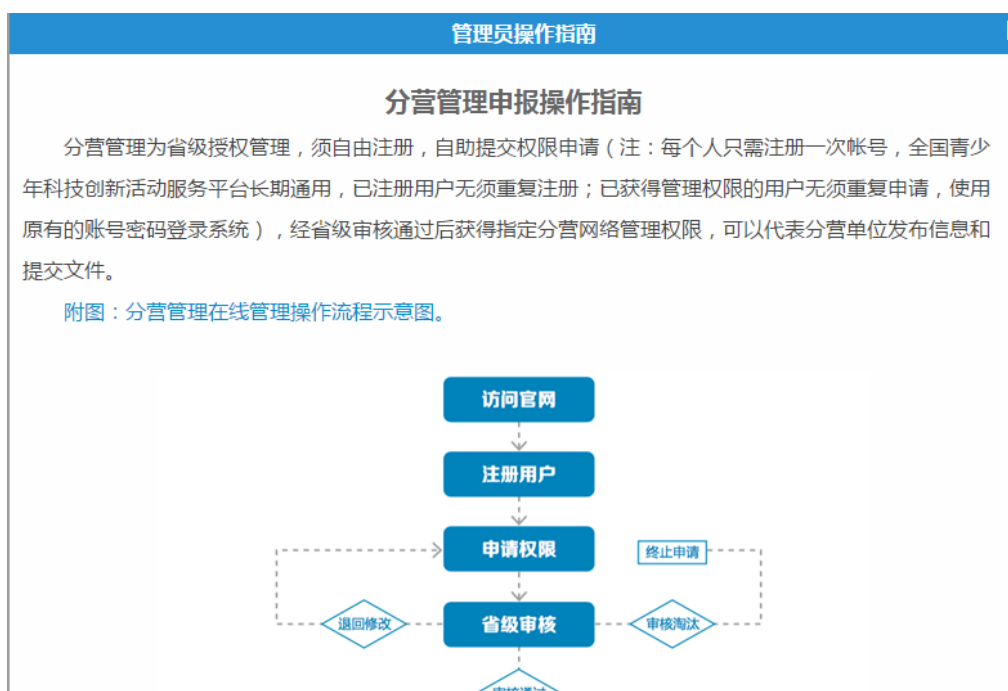 管理员操作指南
分营管理申报操作指南
分营管理为省级授权管理，须自由注册，自助提交权限申请（注：每个人只需注册一次帐号，全国青少
年科技创新活动服务平台长期通用，已注册用户无须重复注册；已获得管理权限的用户无须重复申请，使用
原有的账号密码登录系统），经省级审核通过后获得指定分营网络管理权限，可以代表分营单位发布信息和
提交文件。
附图：分营管理在线管理操作流程示意图。
访问官网
注册用户
申请权限
终止申请
退回修改
省级审核
审核淘汰
审核通过